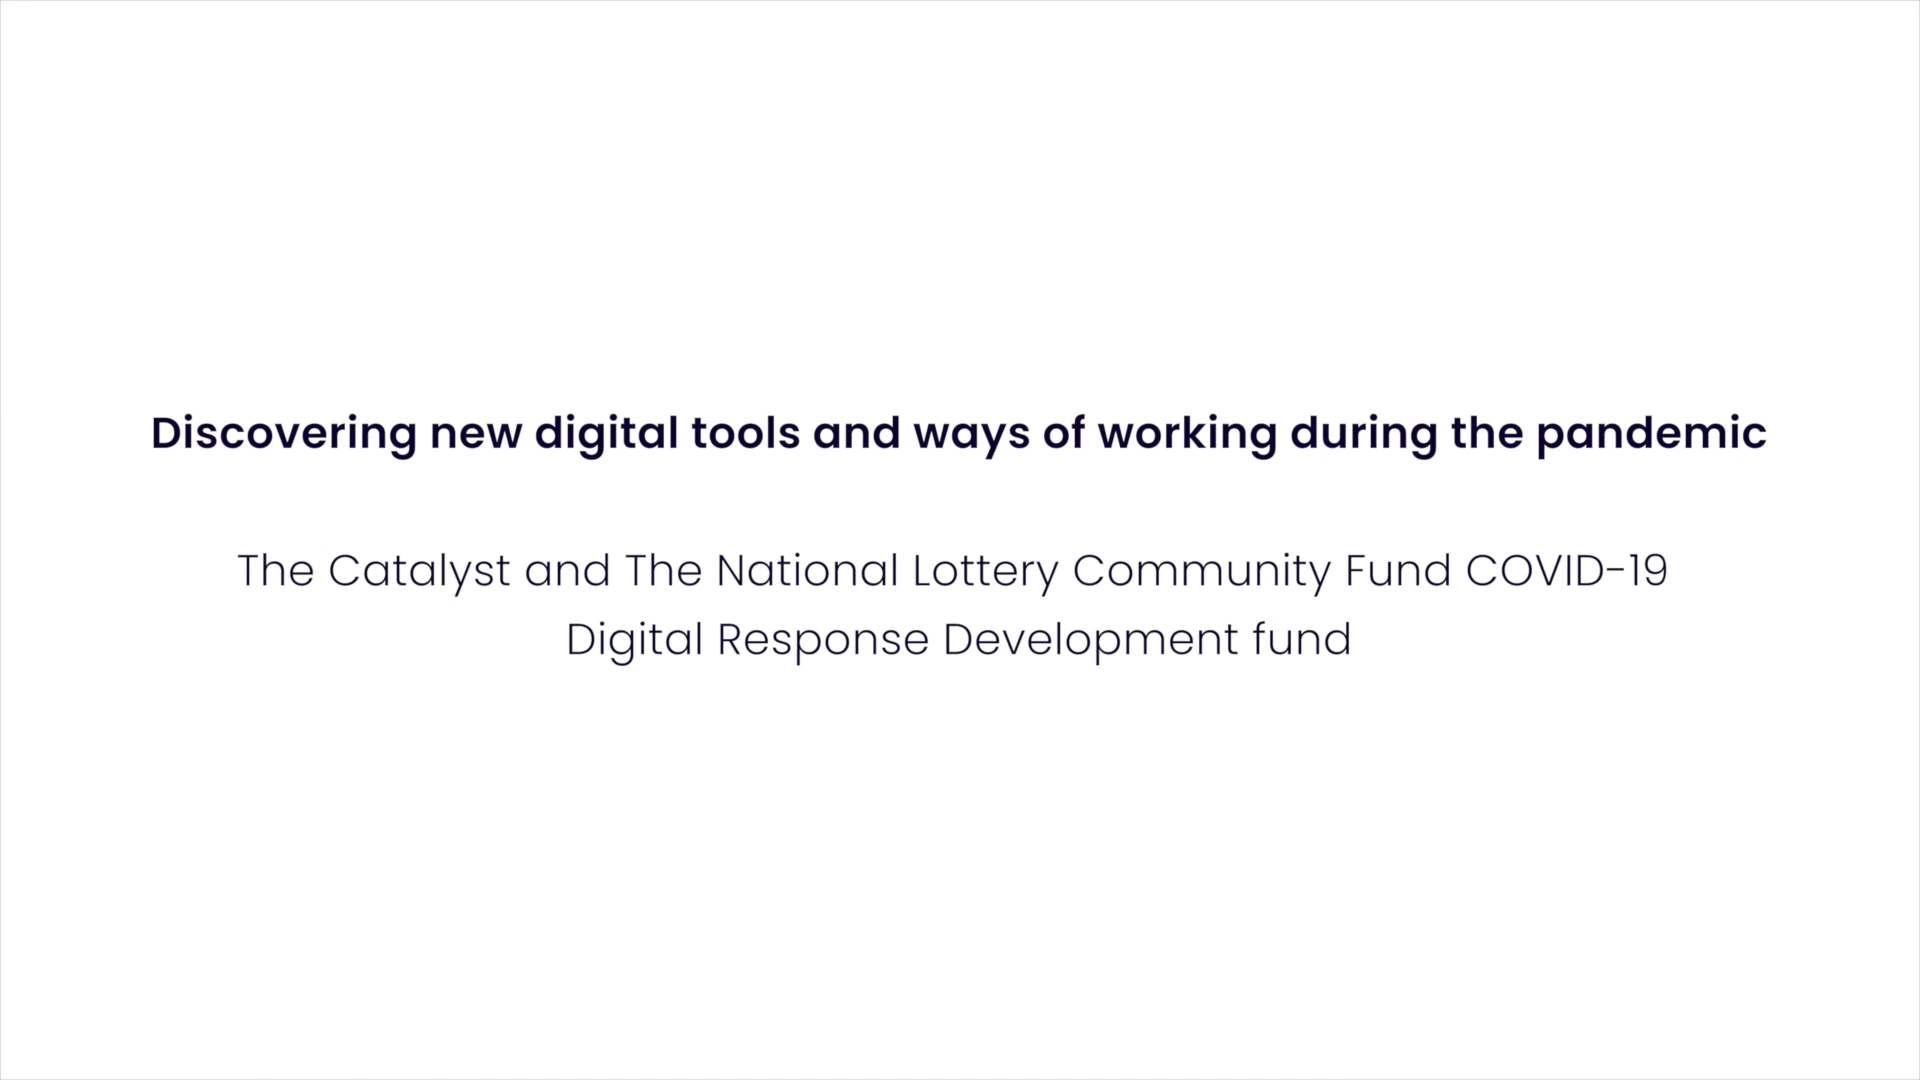 Discovering new digital tools and ways of working during the pandemic
The Catalyst and The National Lottery Community Fund COVID-19
Digital Response Development fund